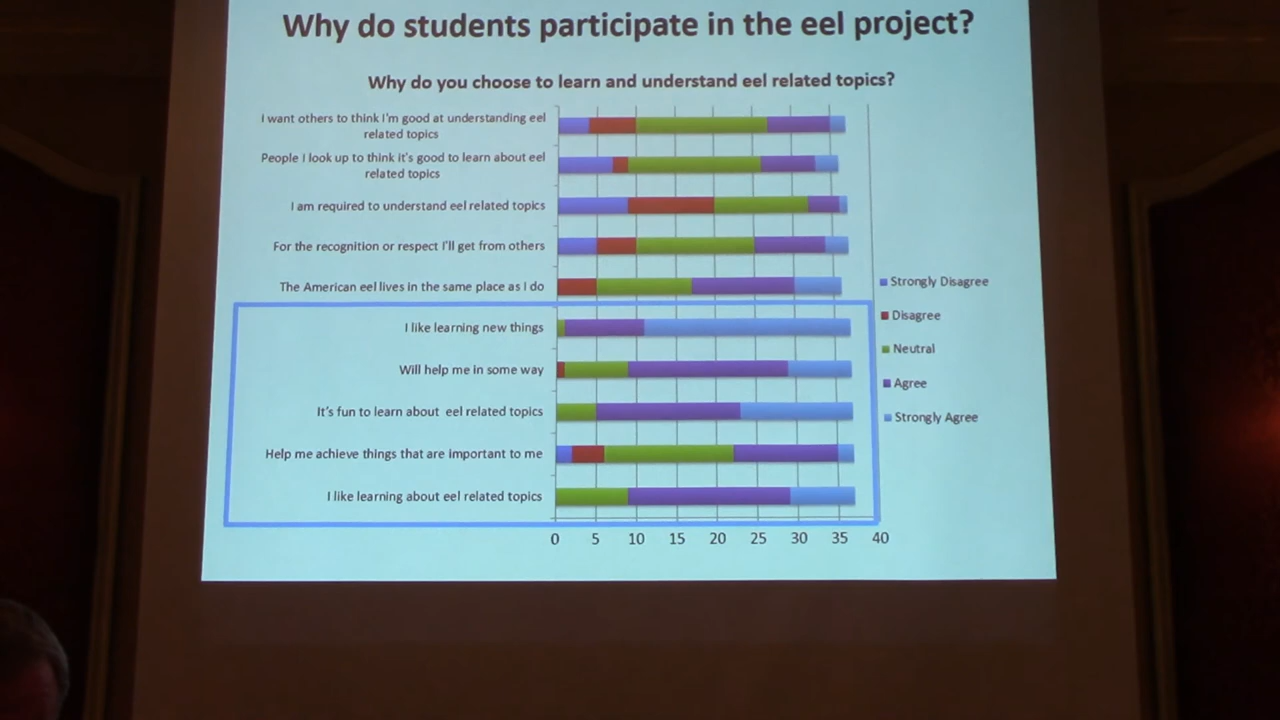 Why do students participate in the eel project?
Why do you choose to learn and understand eel related topics?
I want others to think I'm good at understanding eel
related topics
People I look up to think it's good to learn about eel
related topics
I am required to understand eel related topics
For the recognition or respect I'll get from others
The American eel lives in the same place as I do
I like learning new things
Will help me in some way
It's fun to learn about eel related topics
Help me achieve things that are important to me
I like learning about eel related topics
Strongly Disagree
Disagree
Neutral
Agree
Strongly Agree
0 5 10 15 20 25 30 35 40